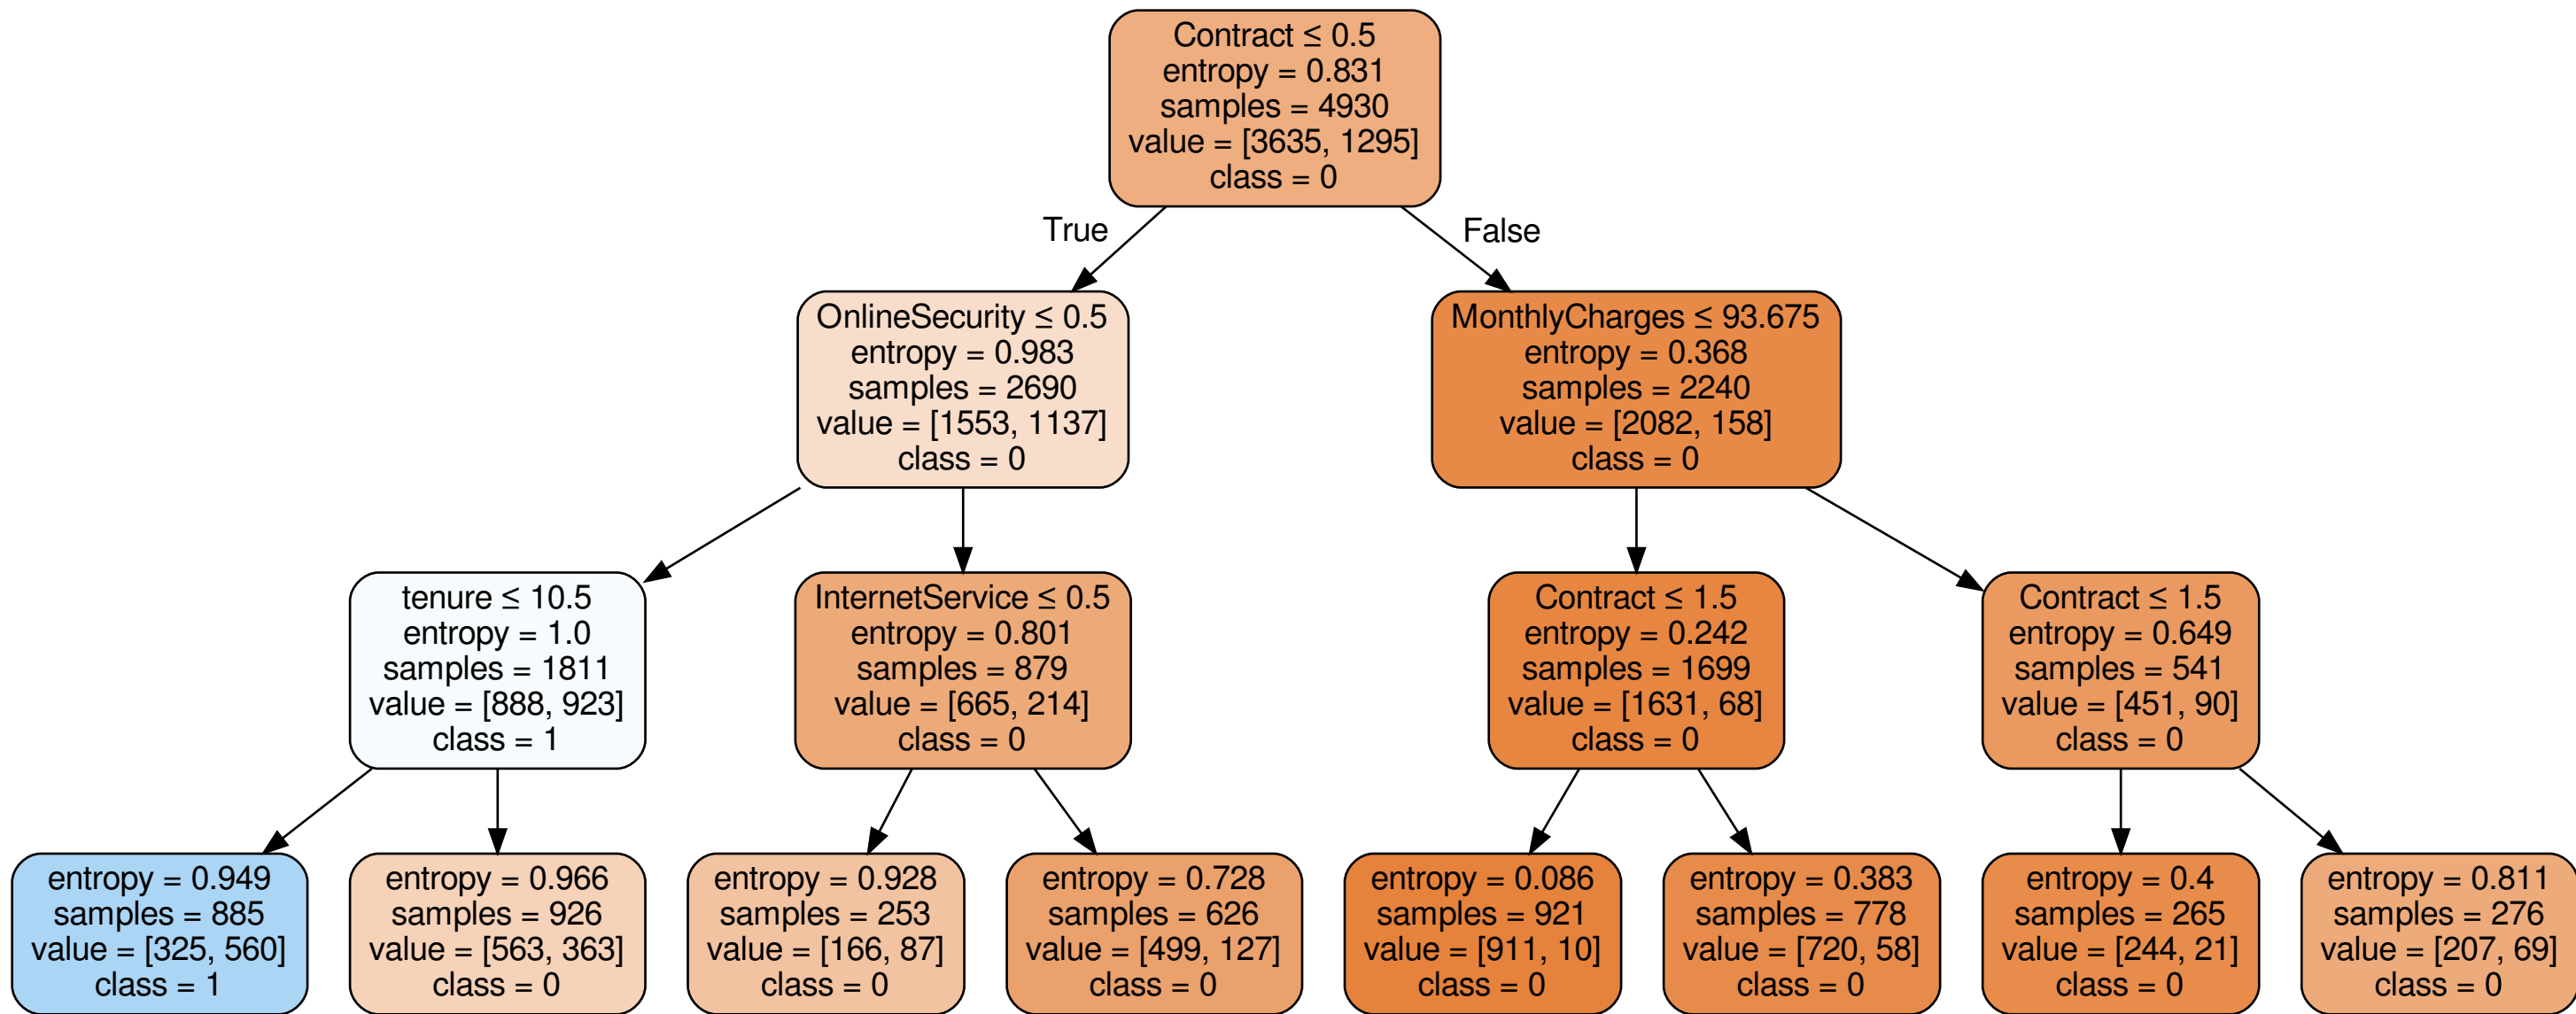 Contract ≤ 0.5
entropy = 0.831
samples = 4930
value = [3635, 1295]
class = 0
True
False
OnlineSecurity ≤ 0.5
entropy = 0.983
samples = 2690
value = [1553, 1137]
class = 0
MonthlyCharges ≤ 93.675
entropy = 0.368
samples = 2240
value = [2082, 158]
class = 0
tenure ≤ 10.5
entropy = 1.0
samples = 1811
value = [888, 923]
class = 1
InternetService ≤ 0.5
entropy = 0.801
samples = 879
value = [665, 214]
class = 0
Contract ≤ 1.5
entropy = 0.242
samples = 1699
value = [1631, 68]
class = 0
Contract ≤ 1.5
entropy = 0.649
samples = 541
value = [451, 90]
class = 0
entropy = 0.949
samples = 885
value = [325, 560]
class = 1
entropy = 0.966
samples = 926
value = [563, 363]
class = 0
entropy = 0.928
samples = 253
value = [166, 87]
class = 0
entropy = 0.728
samples = 626
value = [499, 127]
class = 0
entropy = 0.086
samples = 921
value = [911, 10]
class = 0
entropy = 0.383
samples = 778
value = [720, 58]
class = 0
entropy = 0.4
samples = 265
value = [244, 21]
class = 0
entropy = 0.811
samples = 276
value = [207, 69]
class = 0